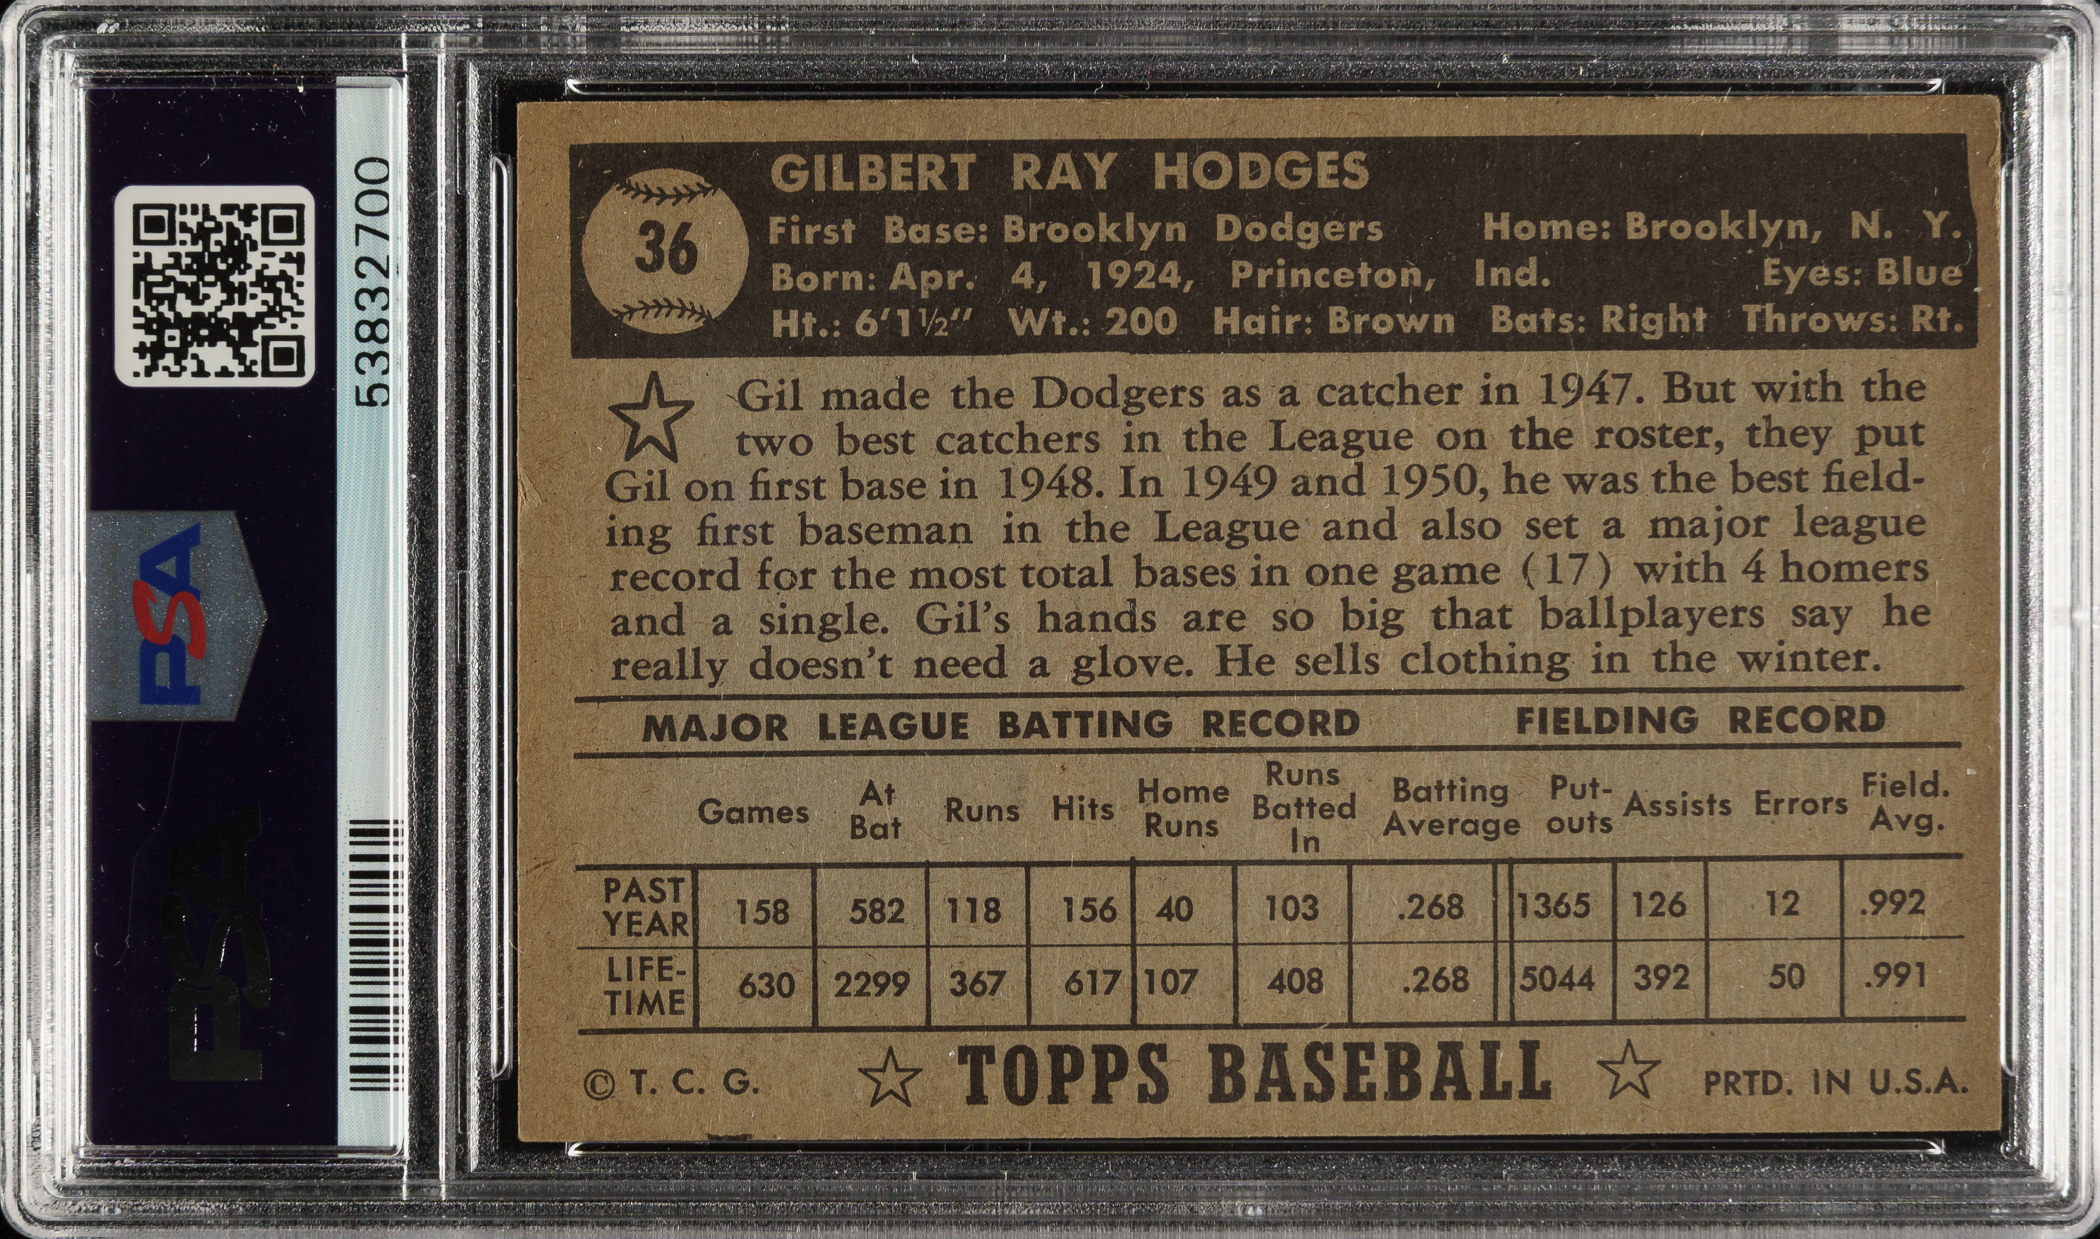 53832700
PSA
PSA
36
GILBERT RAY HODGES
First Base: Brooklyn Dodgers Home: Brooklyn, N. Y.
Born: Apr. 4, 1924, Princeton, Ind. Eyes: Blue
Ht.: 6'1½" Wt.: 200 Hair: Brown Bats: Right Throws: Rt.
Gil made the Dodgers as a catcher in 1947. But with the
two best catchers in the League on the roster, they put
Gil on first base in 1948. In 1949 and 1950, he was the best field-
ing first baseman in the League and also set a major league
record for the most total bases in one game (17) with 4 homers
and a single. Gil's hands are so big that ballplayers say he
really doesn't need a glove. He sells clothing in the winter.
MAJOR LEAGUE BATTING RECORD FIELDING RECORD
Games At Bat Runs Hits Home Runs Runs Batted In Batting Average Put-outs Assists Errors Field. Avg.
PAST YEAR 158 582 118 156 40 103 .268 1365 126 12 .992
LIFE-TIME 630 2299 367 617 107 408 .268 5044 392 50 .991
© T. C. G. TOPPS BASEBALL PRTD. IN U.S.A.